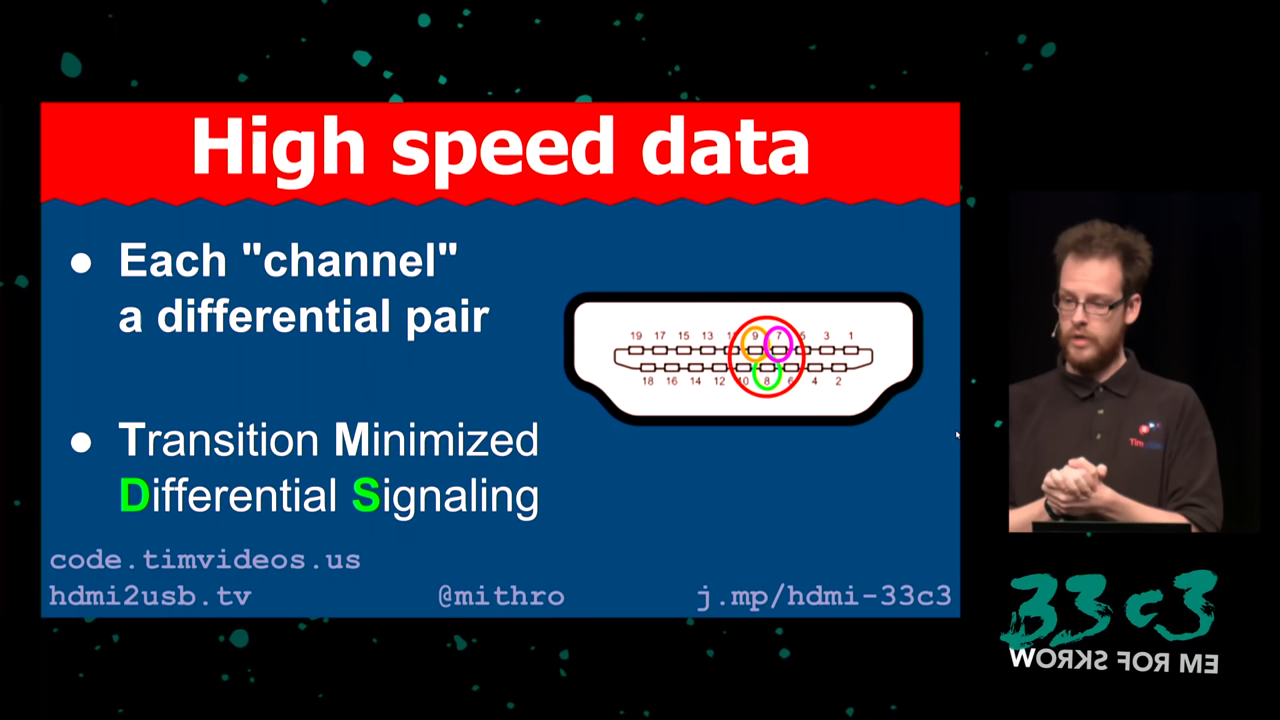 High speed data
● Each "channel"
a differential pair
19 17 15 13 9 7 5 3 1
18 16 14 12 10 8 6 4 2
● Transition Minimized
Differential Signaling
code.timvideos.us
hdmi2usb.tv @mithro j.mp/hdmi-33c3
Tim
33c3
WORKS FOR ME